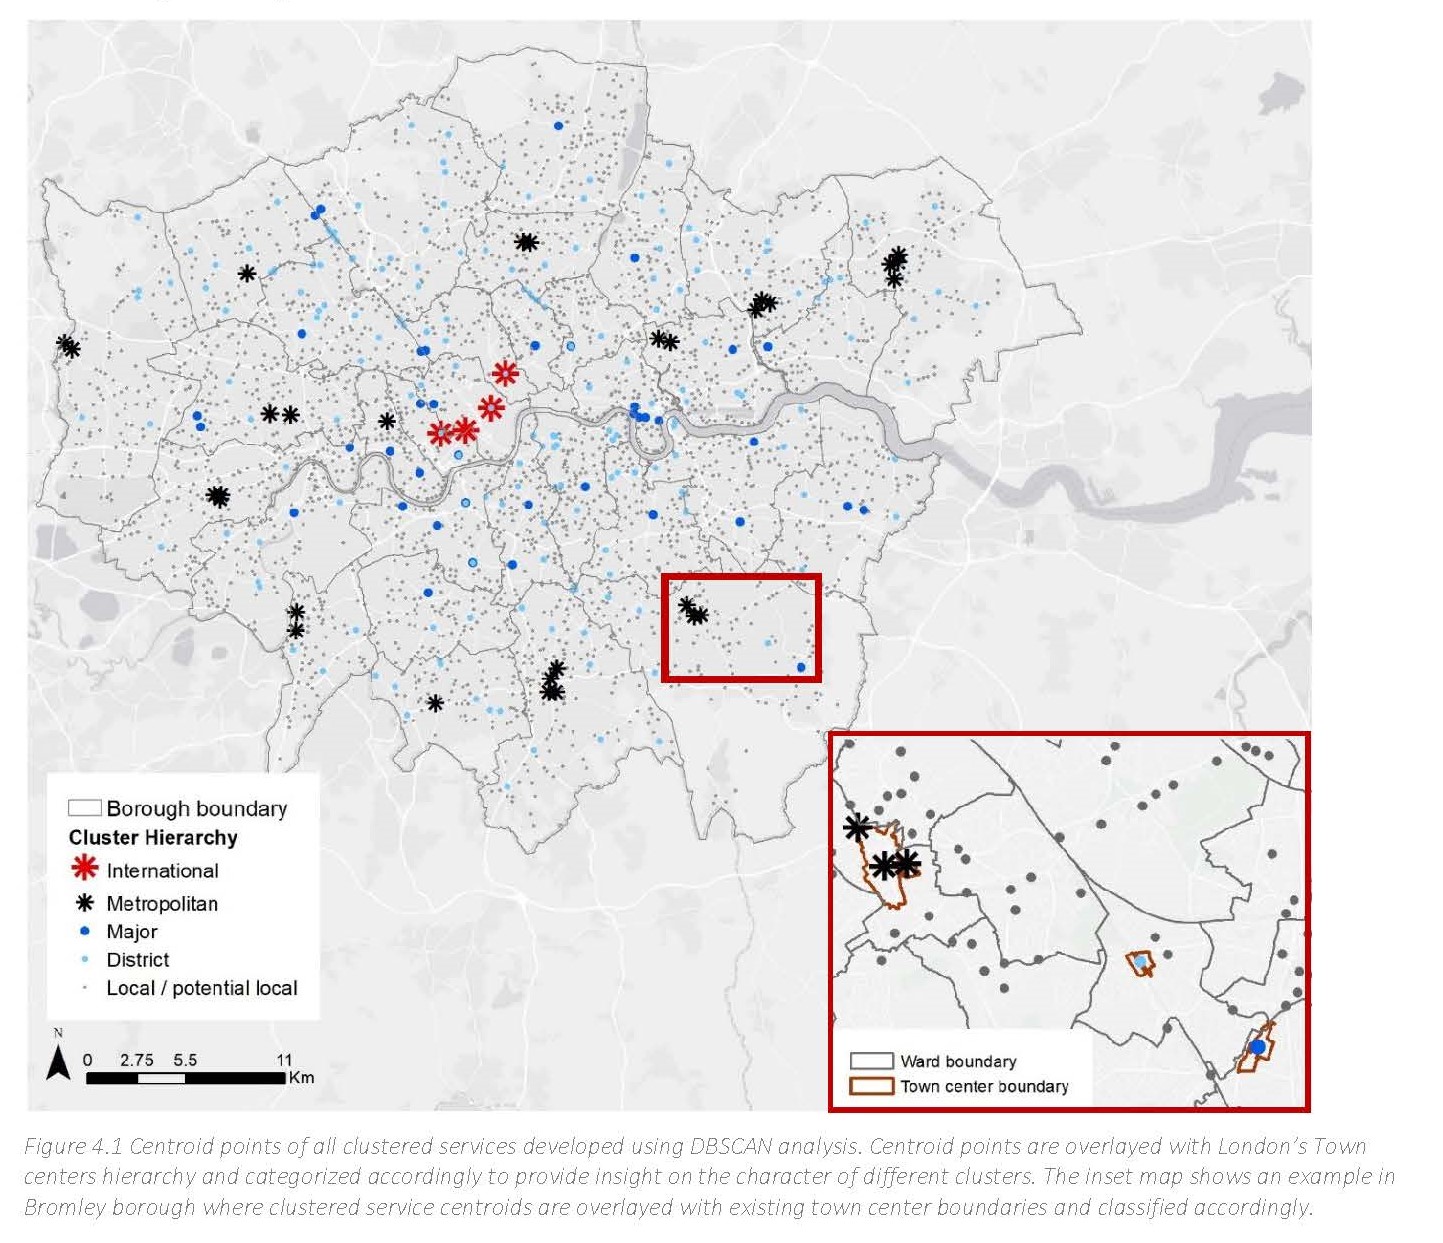 Borough boundary
Cluster Hierarchy
International
Metropolitan
Major
District
Local / potential local
N
0 2.75 5.5 11
Km
Ward boundary
Town center boundary
Figure 4.1 Centroid points of all clustered services developed using DBSCAN analysis. Centroid points are overlayed with London’s Town
centers hierarchy and categorized accordingly to provide insight on the character of different clusters. The inset map shows an example in
Bromley borough where clustered service centroids are overlayed with existing town center boundaries and classified accordingly.